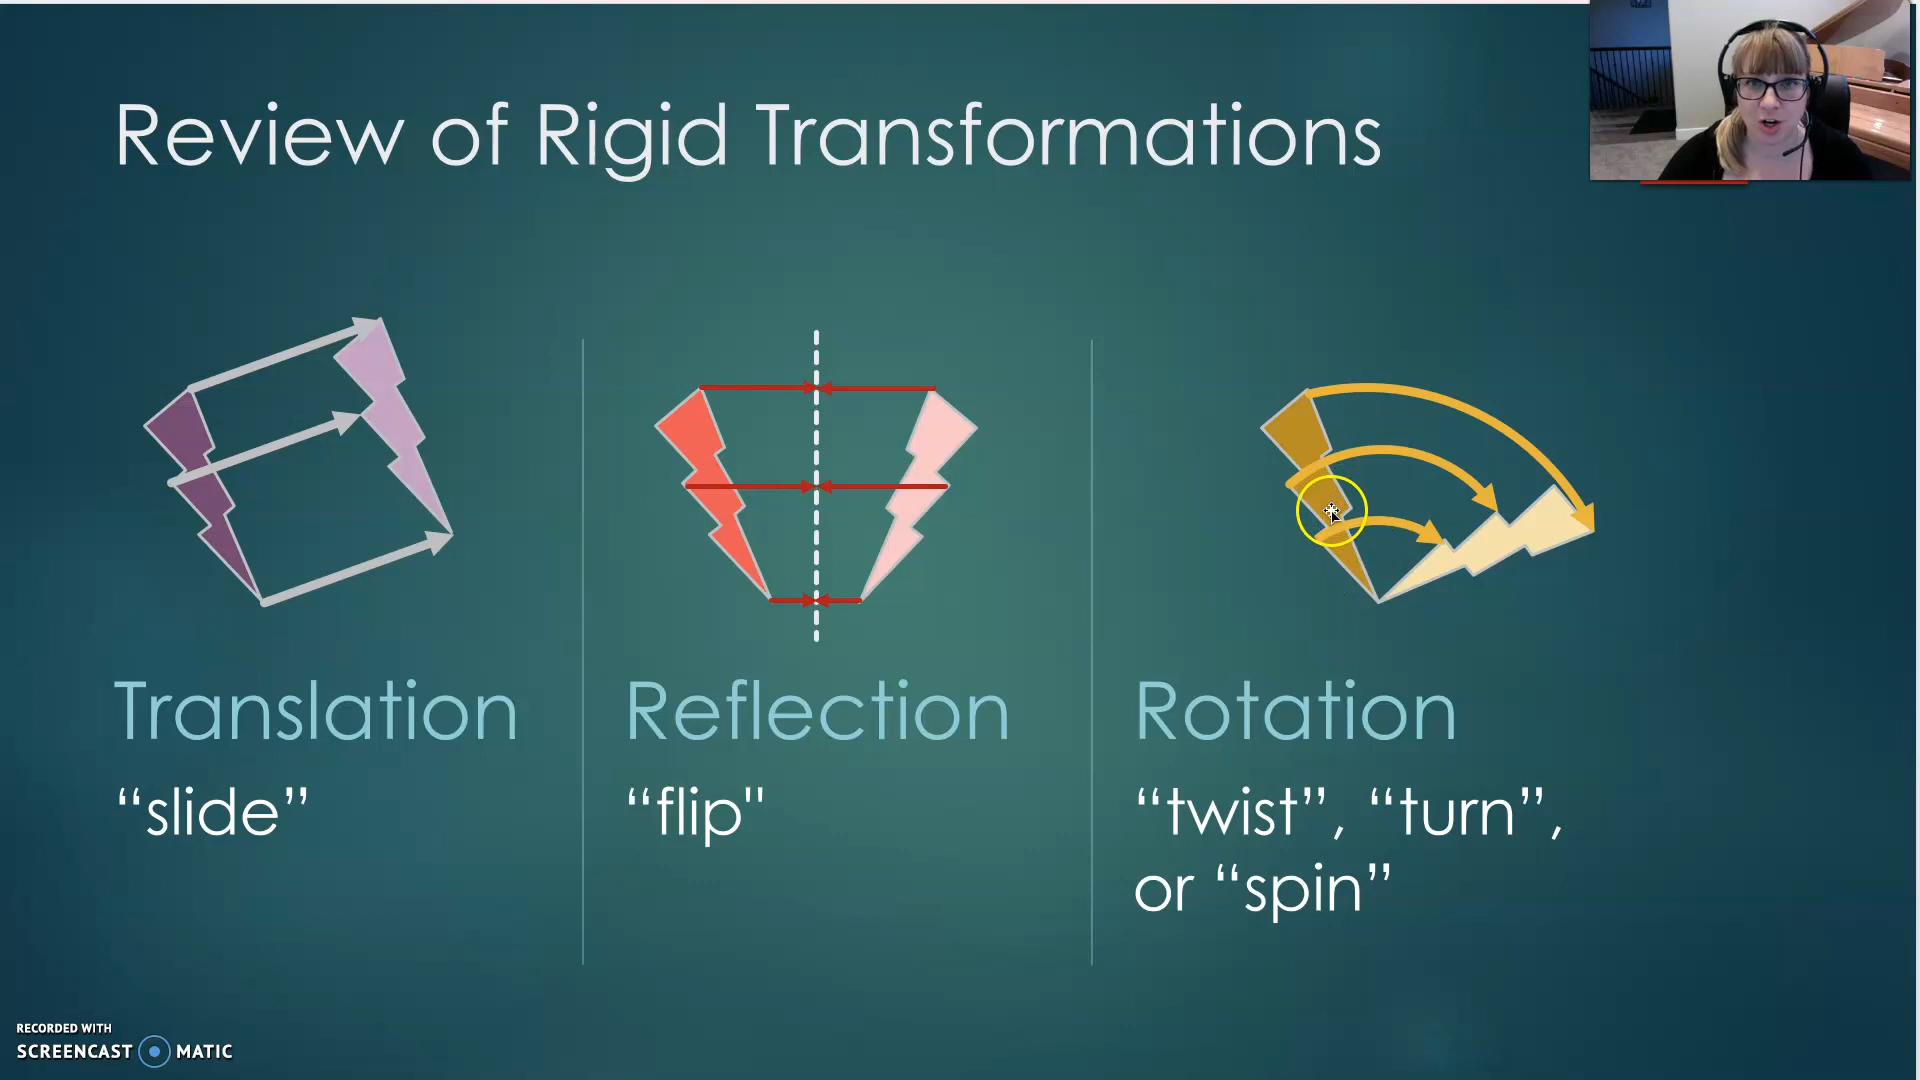 Review of Rigid Transformations
Translation
“slide”
Reflection
“flip"
Rotation
“twist”, “turn”,
or “spin”
RECORDED WITH
SCREENCAST MATIC